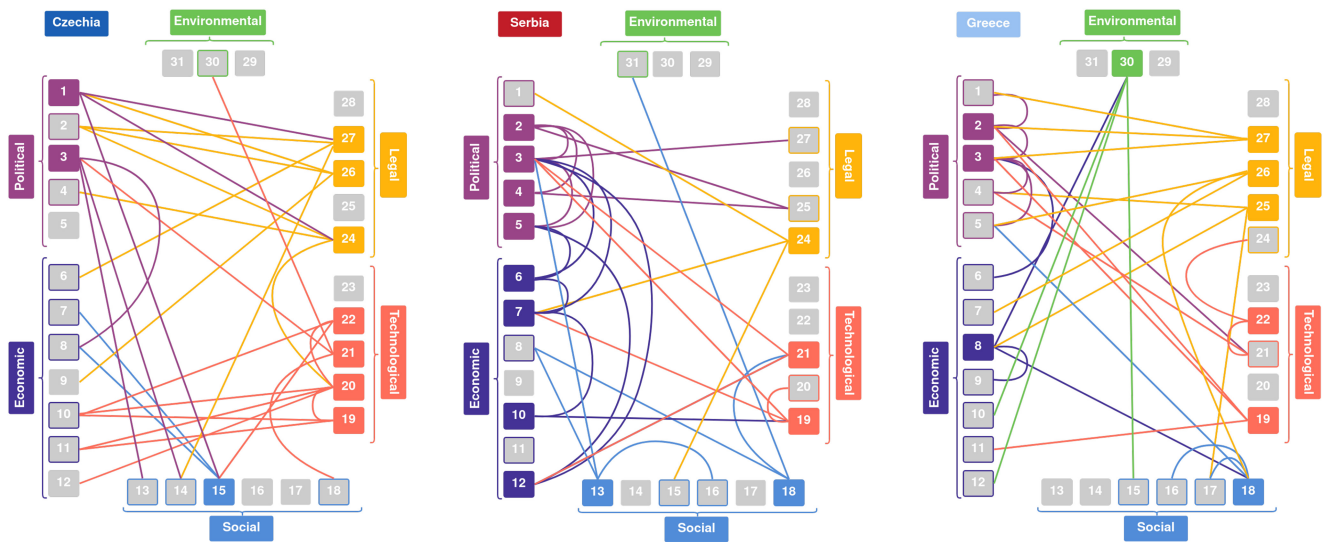 Czechia
Environmental
31 30 29
Political
1
2
3
4
5
Economic
6
7
8
9
10
11
12
28
27
26
25
24
Legal
23
22
21
20
19
Technological
13 14 15 16 17 18
Social
Serbia
Environmental
31 30 29
Political
1
2
3
4
5
Economic
6
7
8
9
10
11
12
28
27
26
25
24
Legal
23
22
21
20
19
Technological
13 14 15 16 17 18
Social
Greece
Environmental
31 30 29
Political
1
2
3
4
5
Economic
6
7
8
9
10
11
12
28
27
26
25
24
Legal
23
22
21
20
19
Technological
13 14 15 16 17 18
Social